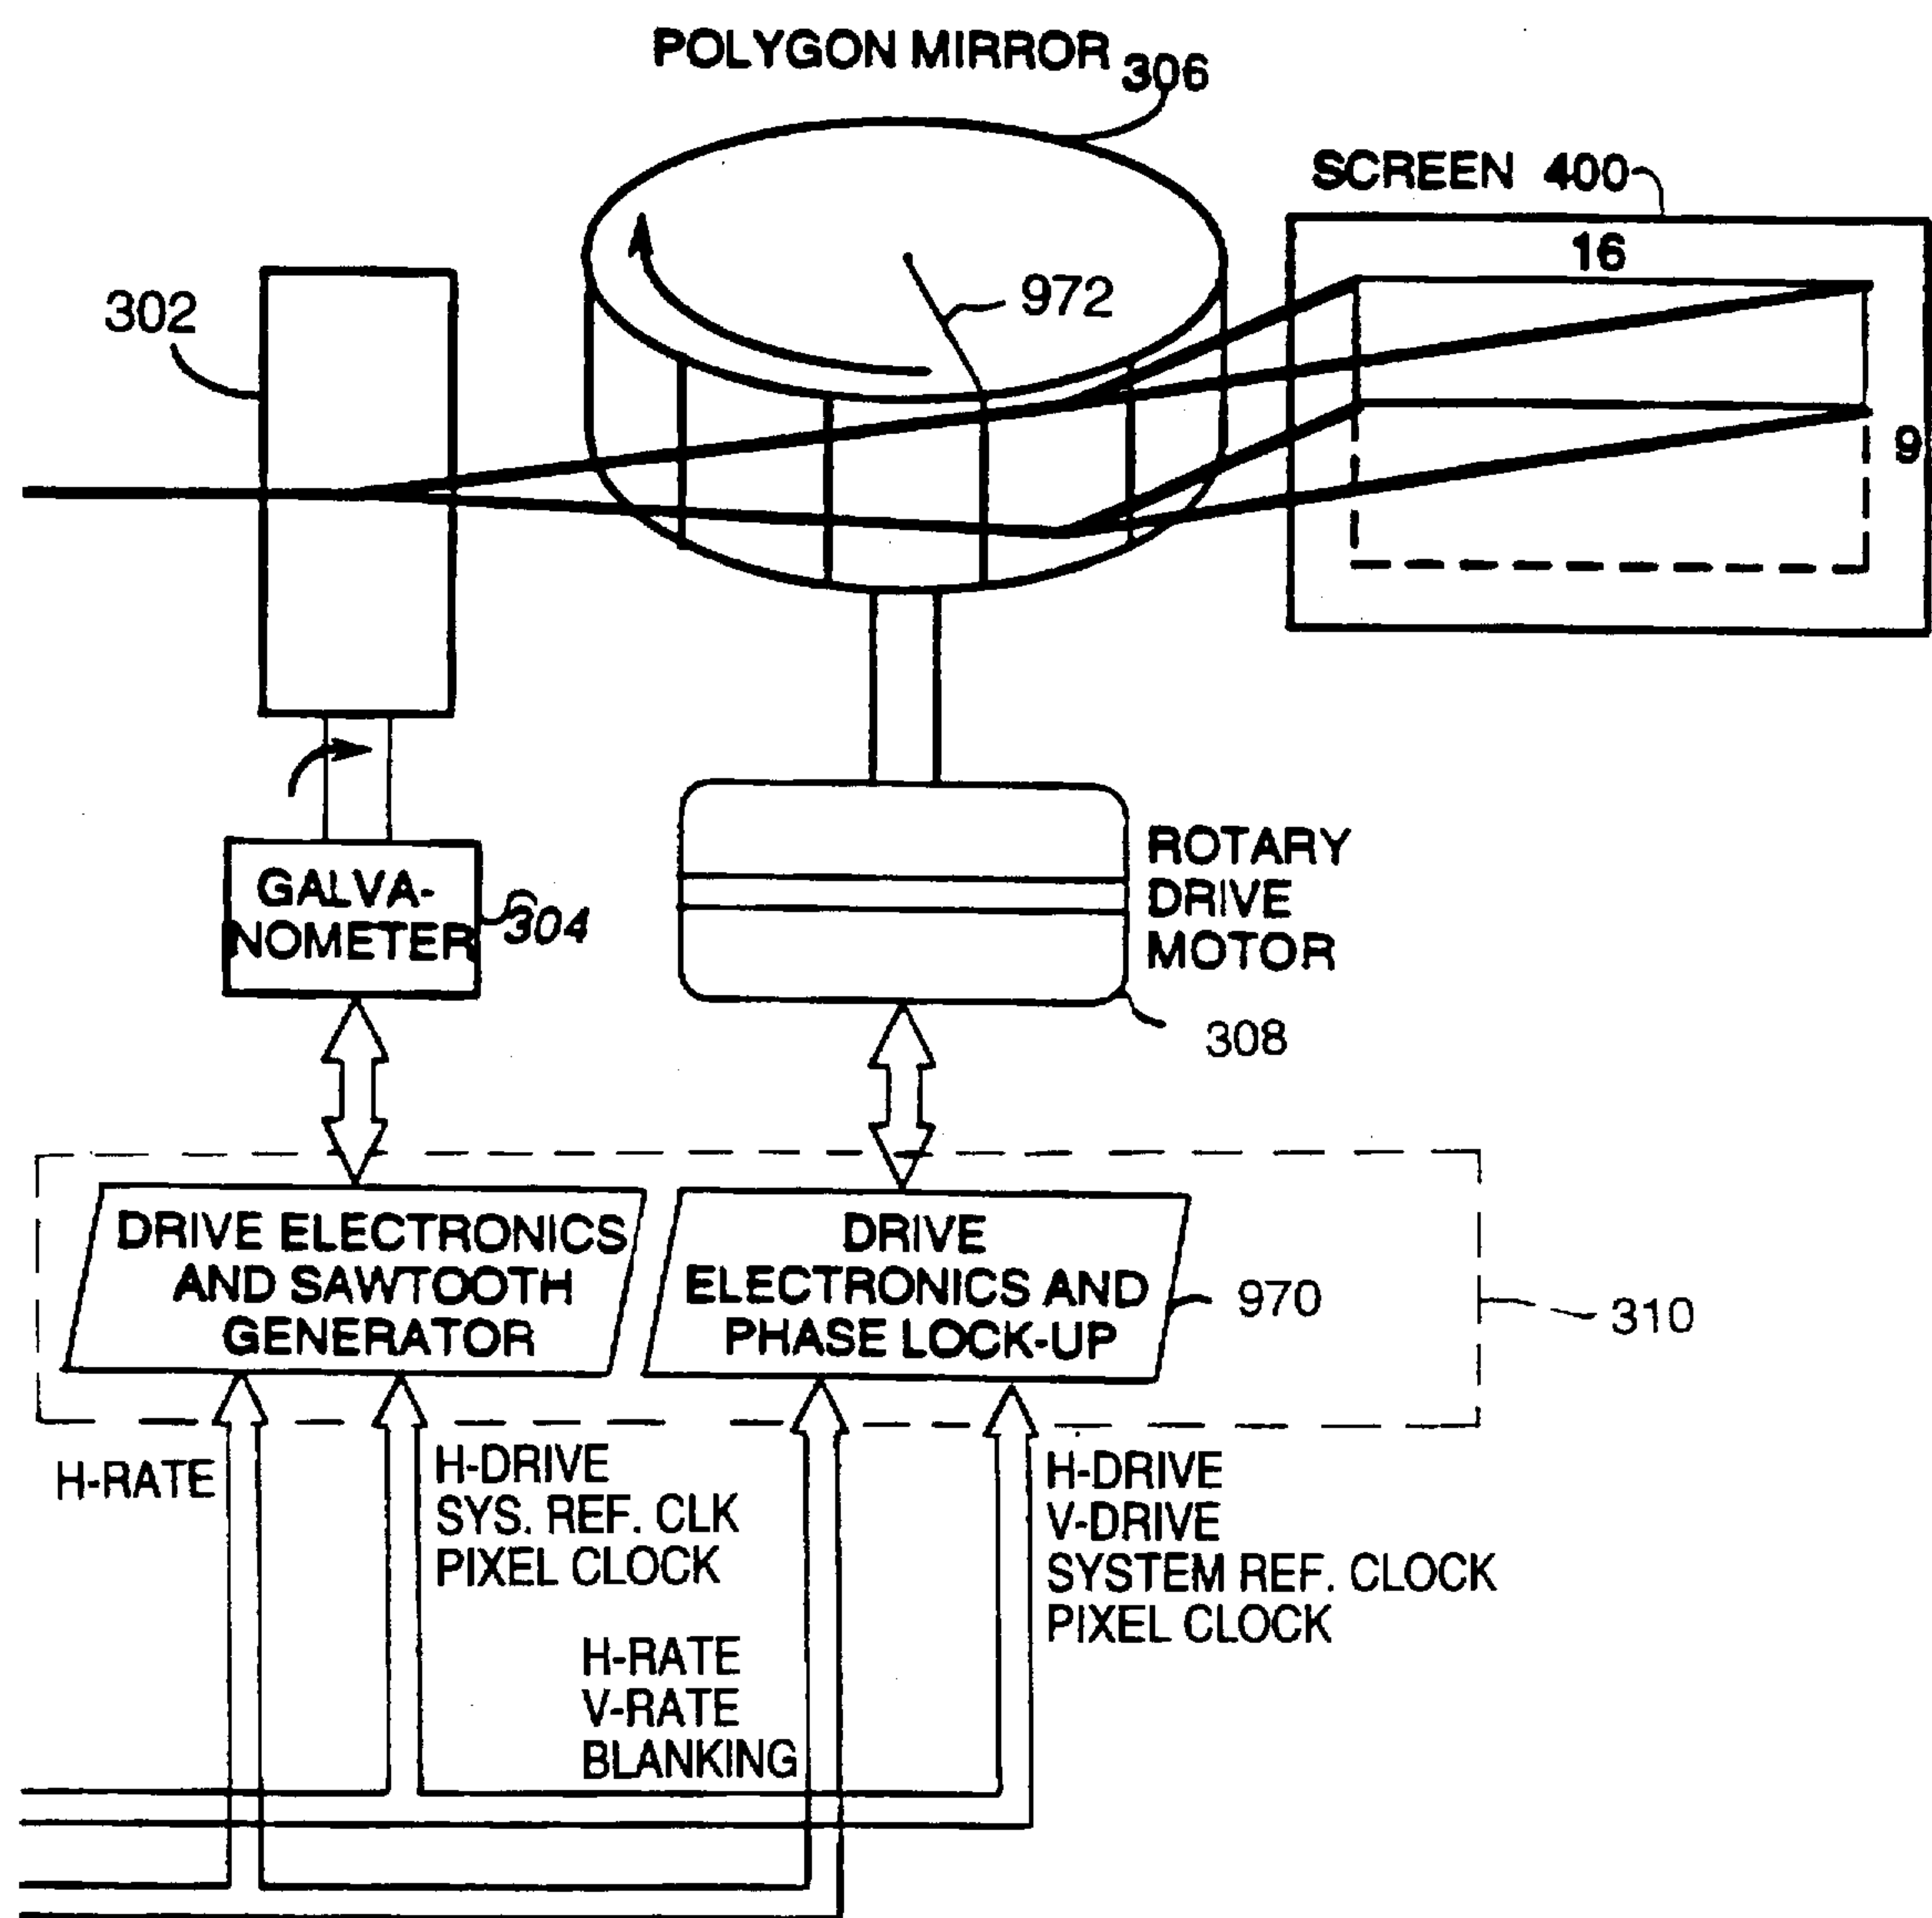 POLYGON MIRROR 306
SCREEN 400
16
302
972
9
GALVA-
NOMETER
304
ROTARY
DRIVE
MOTOR
308
DRIVE ELECTRONICS
AND SAWTOOTH
GENERATOR
DRIVE
ELECTRONICS AND
PHASE LOCK-UP
970
310
H-RATE
H-DRIVE
SYS. REF. CLK
PIXEL CLOCK
H-DRIVE
V-DRIVE
SYSTEM REF. CLOCK
PIXEL CLOCK
H-RATE
V-RATE
BLANKING